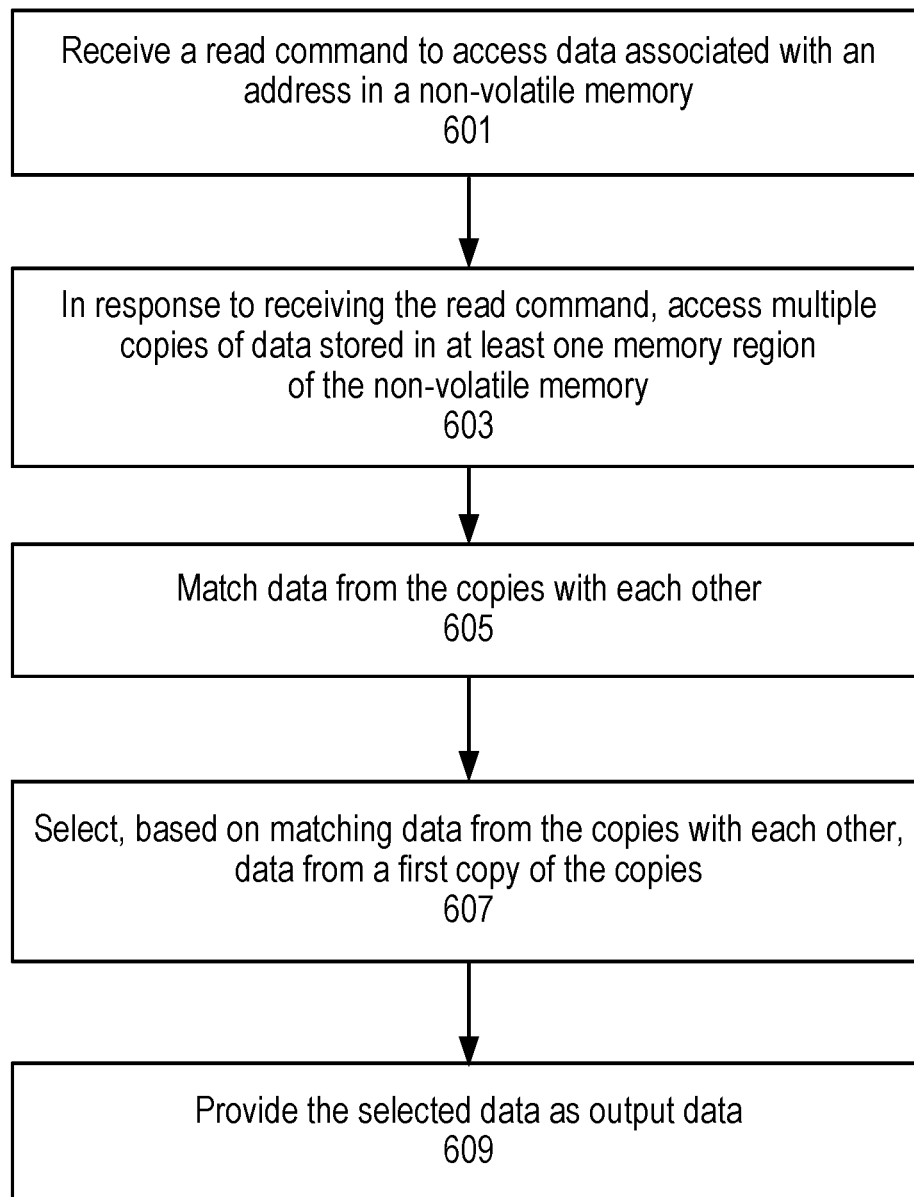 Receive a read command to access data associated with an
address in a non-volatile memory
601
In response to receiving the read command, access multiple
copies of data stored in at least one memory region
of the non-volatile memory
603
Match data from the copies with each other
605
Select, based on matching data from the copies with each other,
data from a first copy of the copies
607
Provide the selected data as output data
609